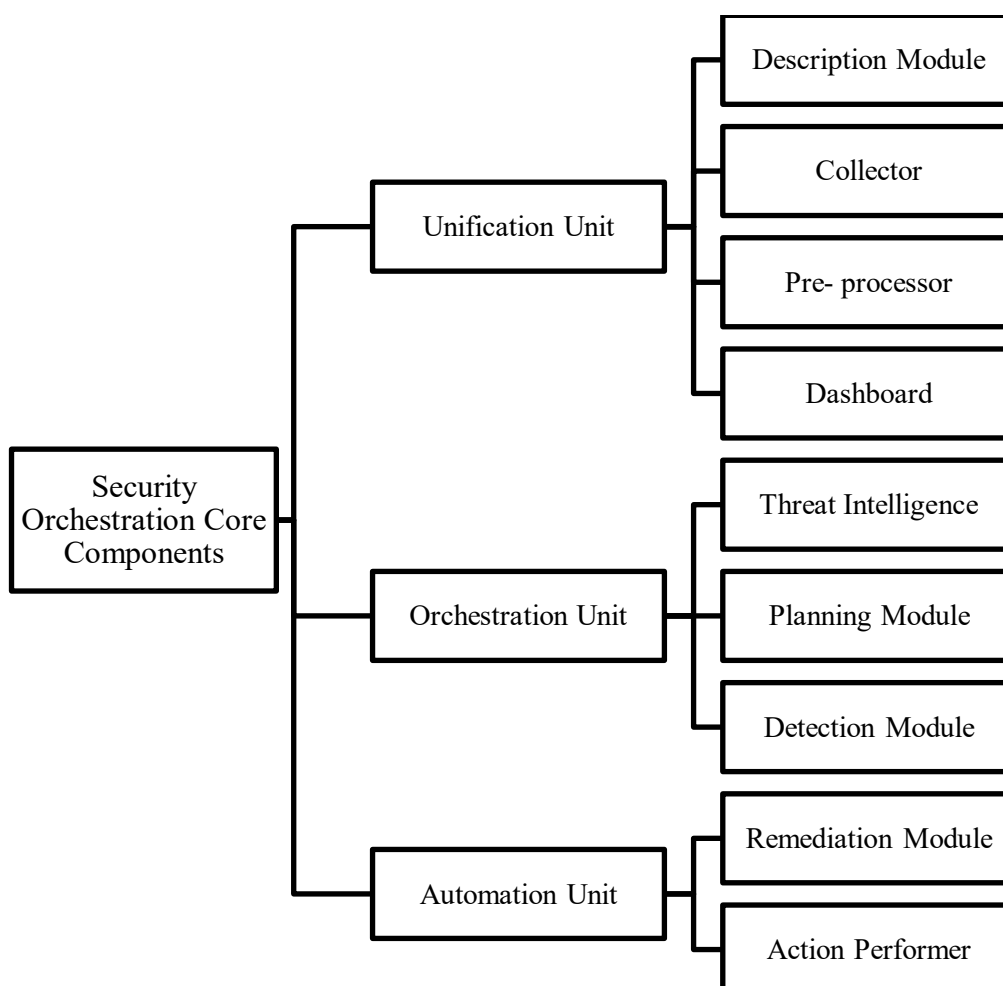 Security
Orchestration Core
Components
Unification Unit
Description Module
Collector
Pre- processor
Dashboard
Orchestration Unit
Threat Intelligence
Planning Module
Detection Module
Automation Unit
Remediation Module
Action Performer